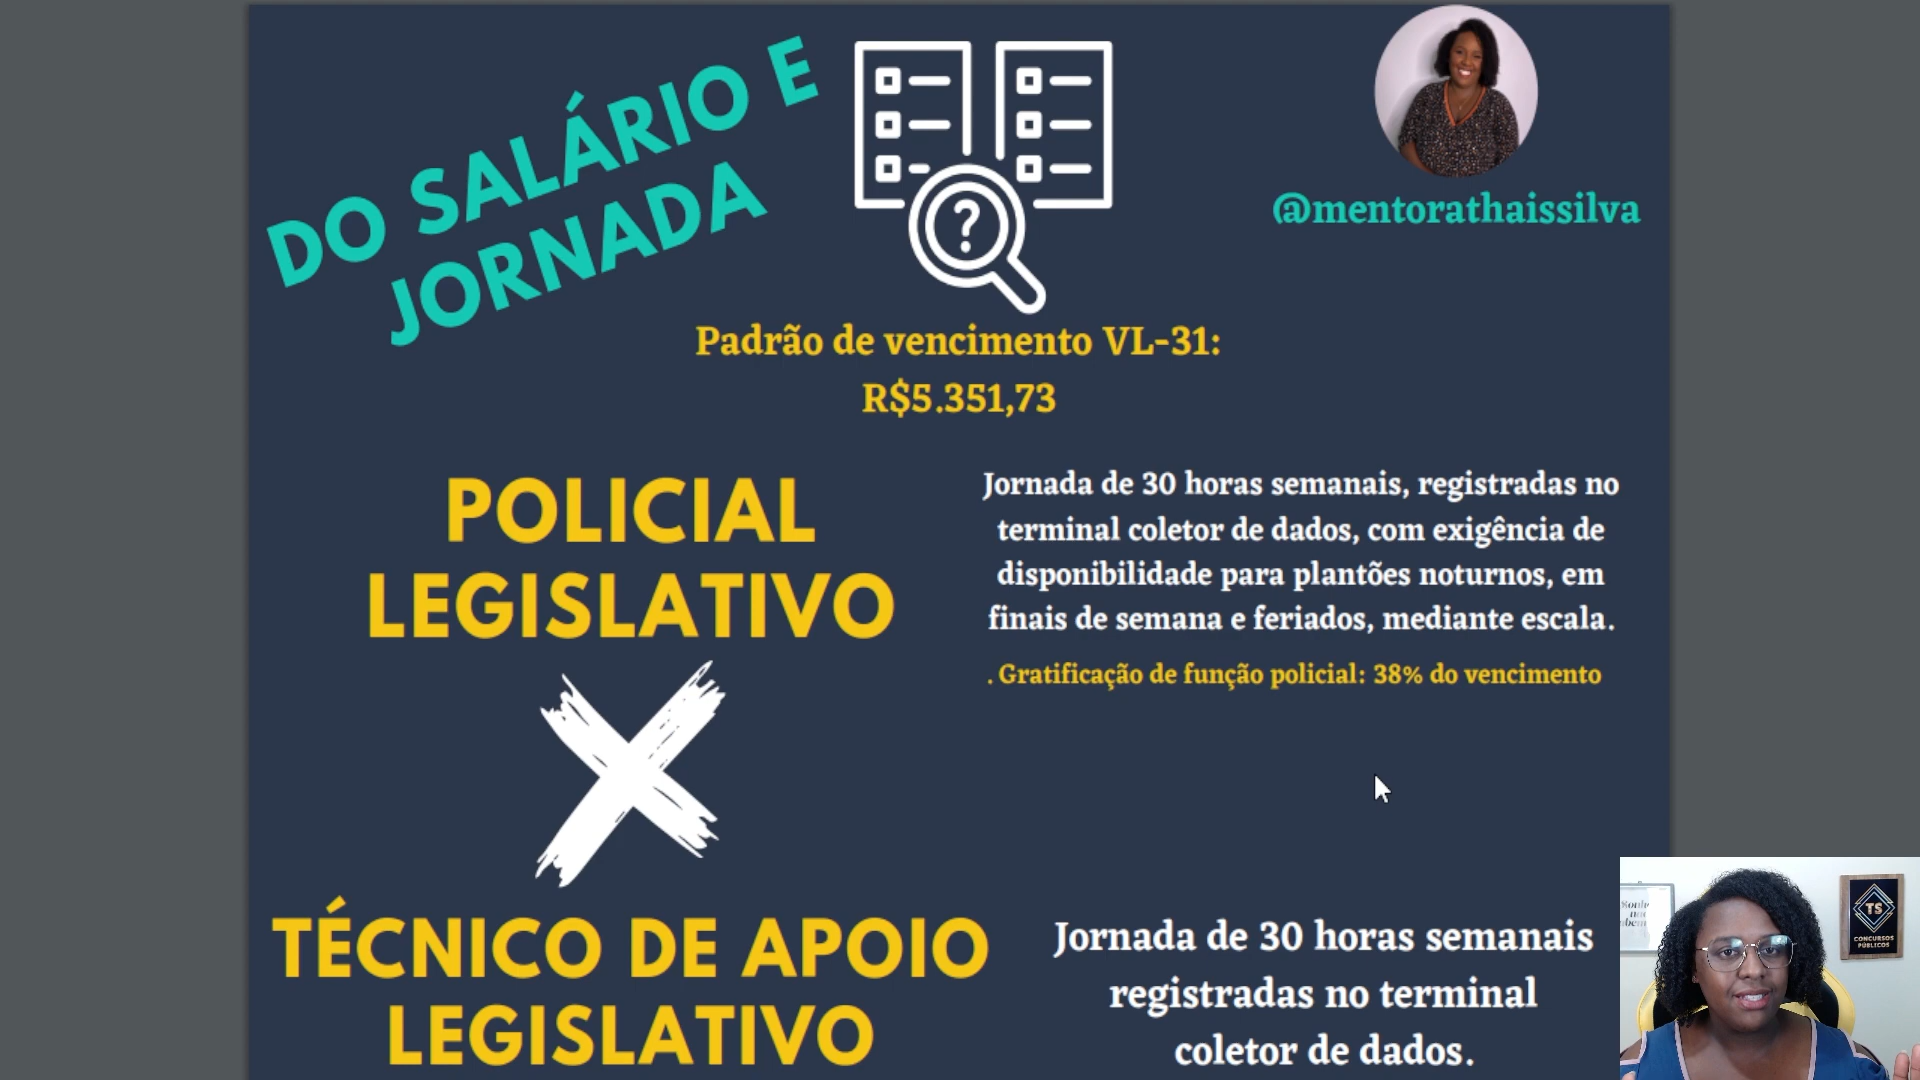 DO SALÁRIO E
JORNADA
?
@mentorathaissilva
Padrão de vencimento VL-31:
R$5.351,73
POLICIAL
LEGISLATIVO
Jornada de 30 horas semanais, registradas no
terminal coletor de dados, com exigência de
disponibilidade para plantões noturnos, em
finais de semana e feriados, mediante escala.
. Gratificação de função policial: 38% do vencimento
TÉCNICO DE APOIO
LEGISLATIVO
Jornada de 30 horas semanais
registradas no terminal
coletor de dados.
TS
CONCURSOS
PÚBLICOS